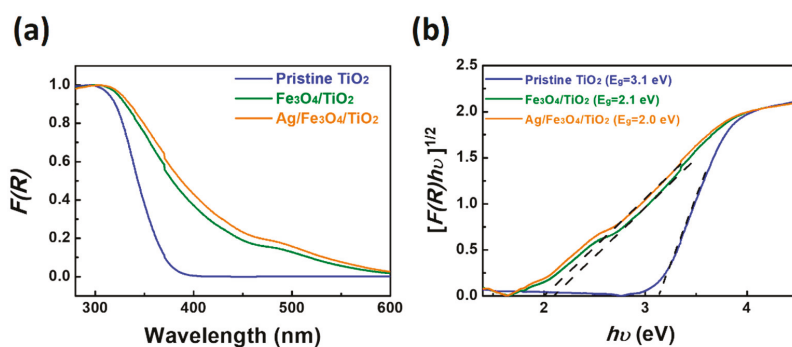 (a)
1.0
0.8
0.6
0.4
0.2
0.0
F(R)
Pristine TiO₂
Fe₃O₄/TiO₂
Ag/Fe₃O₄/TiO₂
300
400
500
600
Wavelength (nm)
(b)
2.5
2.0
1.5
1.0
0.5
0.0
[F(R)hυ]¹/²
Pristine TiO₂ (Eg=3.1 eV)
Fe₃O₄/TiO₂ (Eg=2.1 eV)
Ag/Fe₃O₄/TiO₂ (Eg=2.0 eV)
2
3
4
hυ (eV)